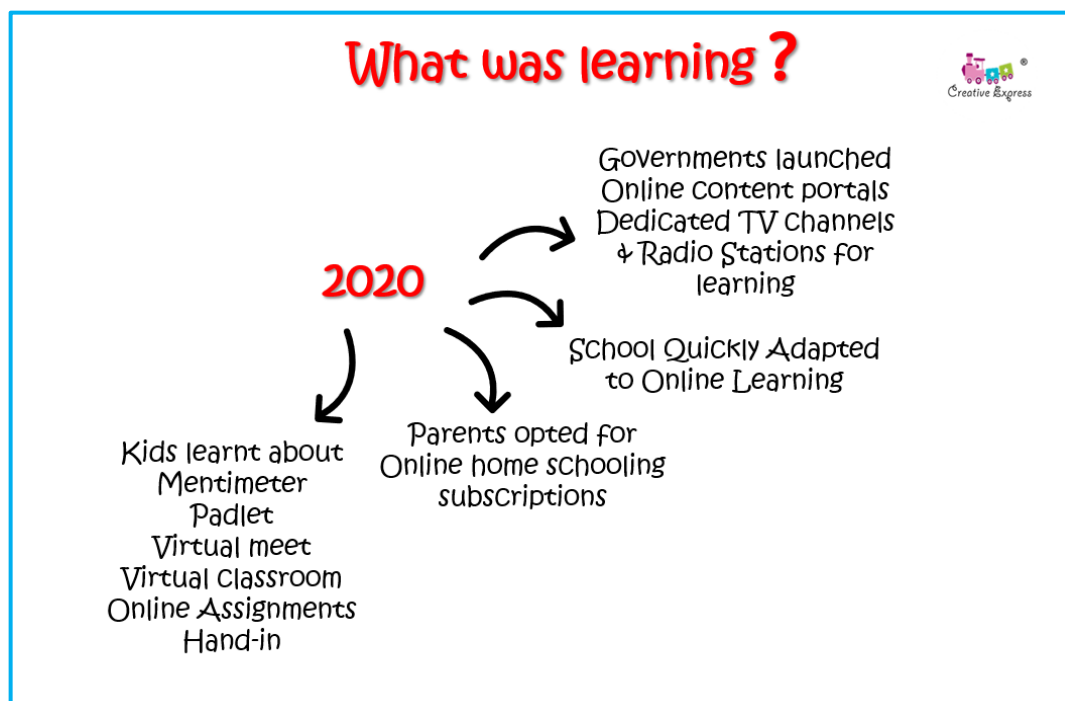 What was learning ?
Creative Express
®
Governments launched
Online content portals
Dedicated TV channels
& Radio Stations for
learning
2020
School Quickly Adapted
to Online Learning
Parents opted for
Online home schooling
subscriptions
Kids learnt about
Mentimeter
Padlet
Virtual meet
Virtual classroom
Online Assignments
Hand-in